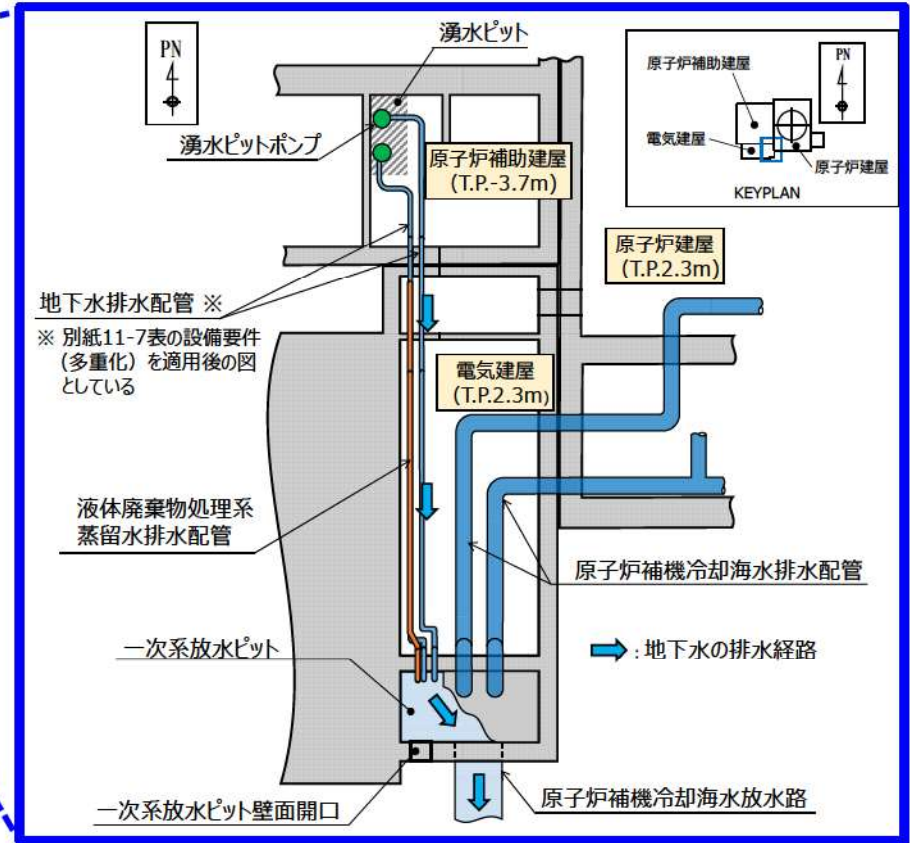 PN
湧水ピット
湧水ピットポンプ
原子炉補助建屋
(T.P.-3.7m)
原子炉補助建屋
電気建屋
PN
原子炉建屋
KEYPLAN
原子炉建屋
(T.P.2.3m)
地下水排水配管 ※
※ 別紙11-7表の設備要件
(多重化)を適用後の図
としている
電気建屋
(T.P.2.3m)
液体廃棄物処理系
蒸留水排水配管
原子炉補機冷却海水排水配管
:地下水の排水経路
一次系放水ピット
原子炉補機冷却海水放水路
一次系放水ピット壁面開口